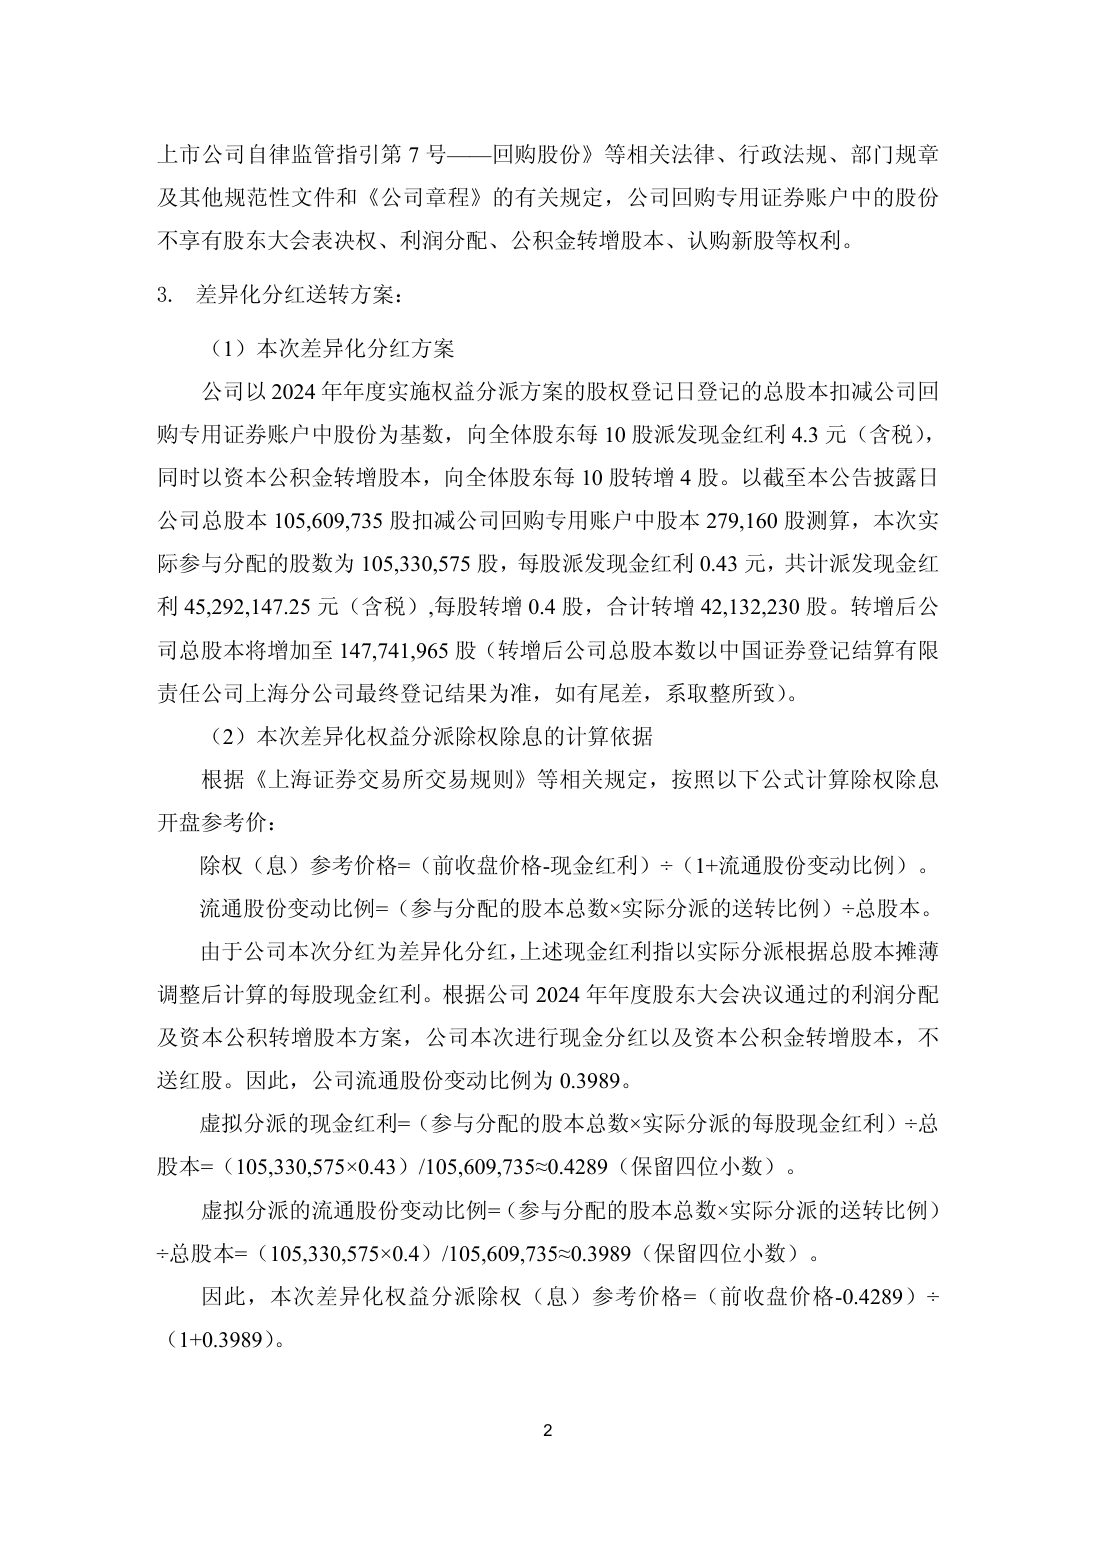 上市公司自律监管指引第 7 号——回购股份》等相关法律、行政法规、部门规章
及其他规范性文件和《公司章程》的有关规定，公司回购专用证券账户中的股份
不享有股东大会表决权、利润分配、公积金转增股本、认购新股等权利。
3. 差异化分红送转方案：
（1）本次差异化分红方案
公司以 2024 年年度实施权益分派方案的股权登记日登记的总股本扣减公司回
购专用证券账户中股份为基数，向全体股东每 10 股派发现金红利 4.3 元（含税），
同时以资本公积金转增股本，向全体股东每 10 股转增 4 股。以截至本公告披露日
公司总股本 105,609,735 股扣减公司回购专用账户中股本 279,160 股测算，本次实
际参与分配的股数为 105,330,575 股，每股派发现金红利 0.43 元，共计派发现金红
利 45,292,147.25 元（含税）,每股转增 0.4 股，合计转增 42,132,230 股。转增后公
司总股本将增加至 147,741,965 股（转增后公司总股本数以中国证券登记结算有限
责任公司上海分公司最终登记结果为准，如有尾差，系取整所致）。
（2）本次差异化权益分派除权除息的计算依据
根据《上海证券交易所交易规则》等相关规定，按照以下公式计算除权除息
开盘参考价：
除权（息）参考价格=（前收盘价格-现金红利）÷（1+流通股份变动比例）。
流通股份变动比例=（参与分配的股本总数×实际分派的送转比例）÷总股本。
由于公司本次分红为差异化分红，上述现金红利指以实际分派根据总股本摊薄
调整后计算的每股现金红利。根据公司 2024 年年度股东大会决议通过的利润分配
及资本公积转增股本方案，公司本次进行现金分红以及资本公积金转增股本，不
送红股。因此，公司流通股份变动比例为 0.3989。
虚拟分派的现金红利=（参与分配的股本总数×实际分派的每股现金红利）÷总
股本=（105,330,575×0.43）/105,609,735≈0.4289（保留四位小数）。
虚拟分派的流通股份变动比例=（参与分配的股本总数×实际分派的送转比例）
÷总股本=（105,330,575×0.4）/105,609,735≈0.3989（保留四位小数）。
因此，本次差异化权益分派除权（息）参考价格=（前收盘价格-0.4289）÷
（1+0.3989）。
2